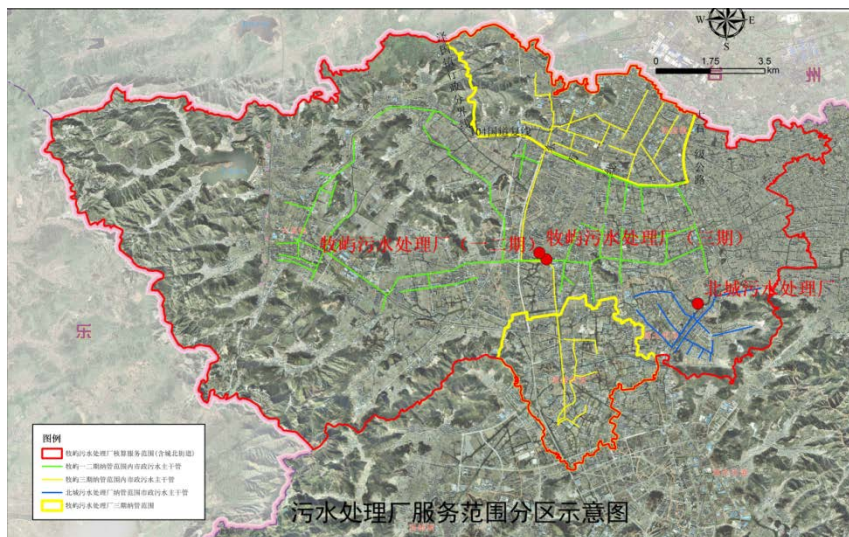 N
W
E
S
0
1.75
3.5
km
台
州
牧屿污水处理厂(一二期)
牧屿污水处理厂(三期)
北城污水处理厂
乐
图例
牧屿污水处理厂核算服务范围(含城北街道)
牧屿一二期纳管范围内市政污水主干管
牧屿三期纳管范围内市政污水主干管
北城污水处理厂纳管范围市政污水主干管
牧屿污水处理厂三期纳管范围
污水处理厂服务范围分区示意图